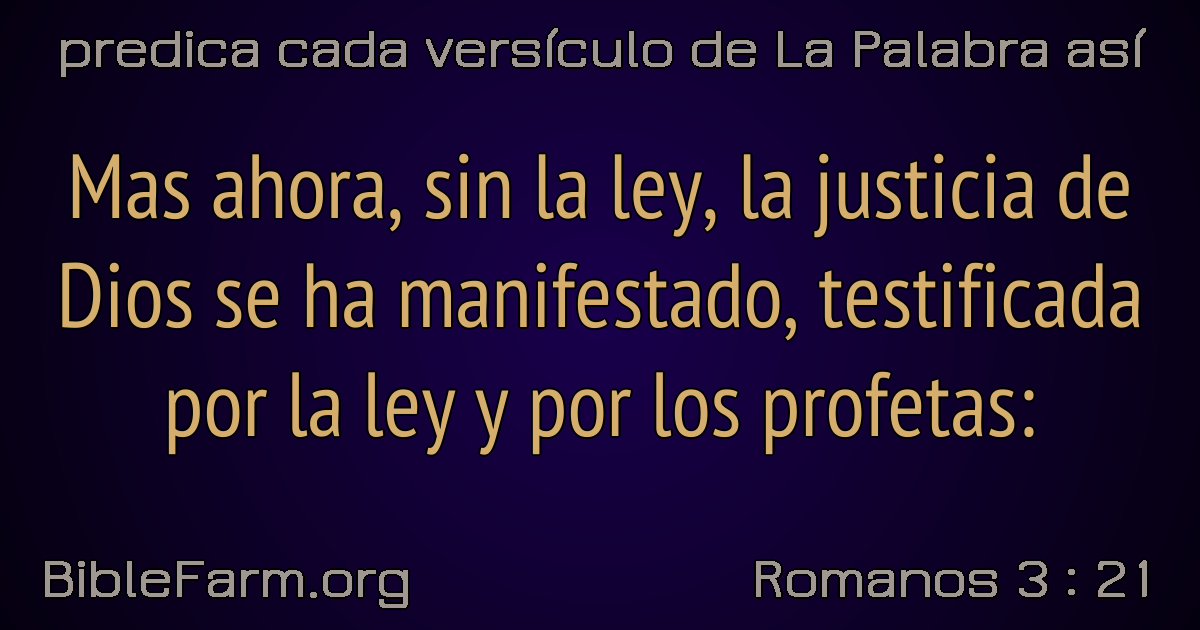 predica cada versículo de La Palabra así
Mas ahora, sin la ley, la justicia de
Dios se ha manifestado, testificada
por la ley y por los profetas:
BibleFarm.org
Romanos 3 : 21